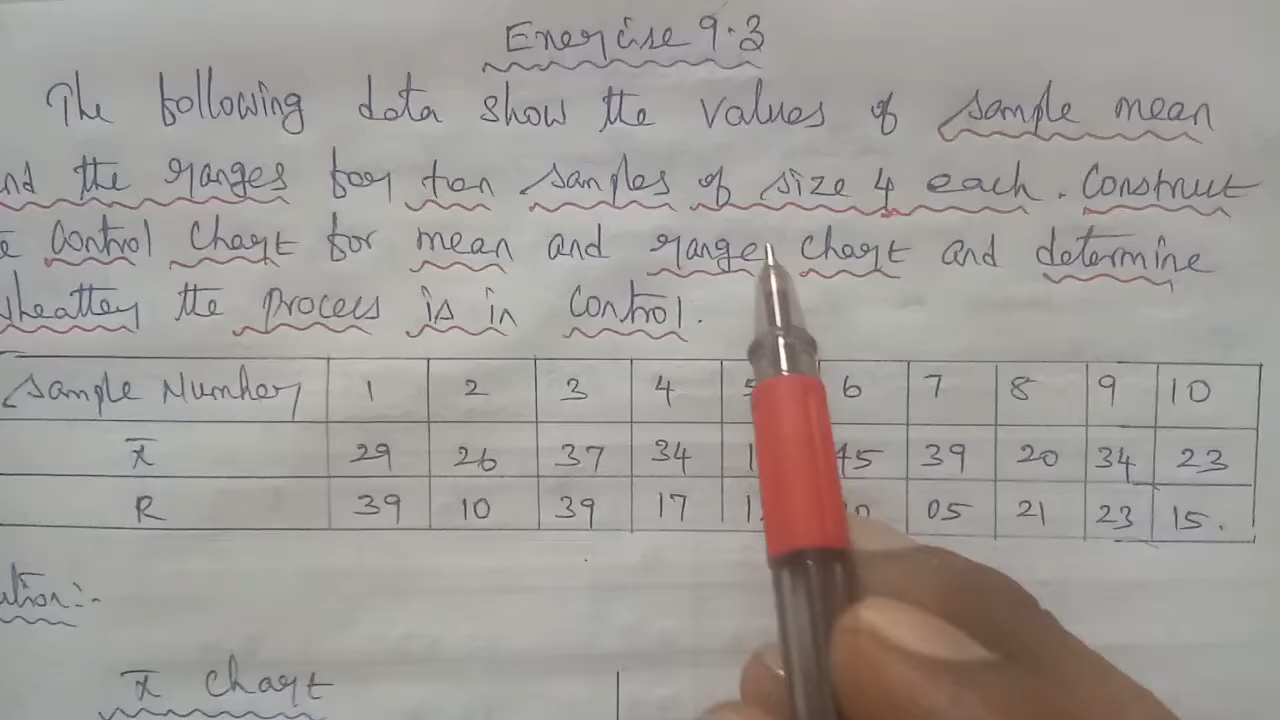 Exercise 9.3
The following data show the values of sample mean
nd the ranges for ten samples of size 4 each. Construct
control chart for mean and range chart and determine
the process is in control.
Sample Number 1 2 3 4 6 7 8 9 10
x̄ 29 26 37 34 39 20 34 23
R 39 10 39 17 05 21 23 15.
ution:-
x̄ chart